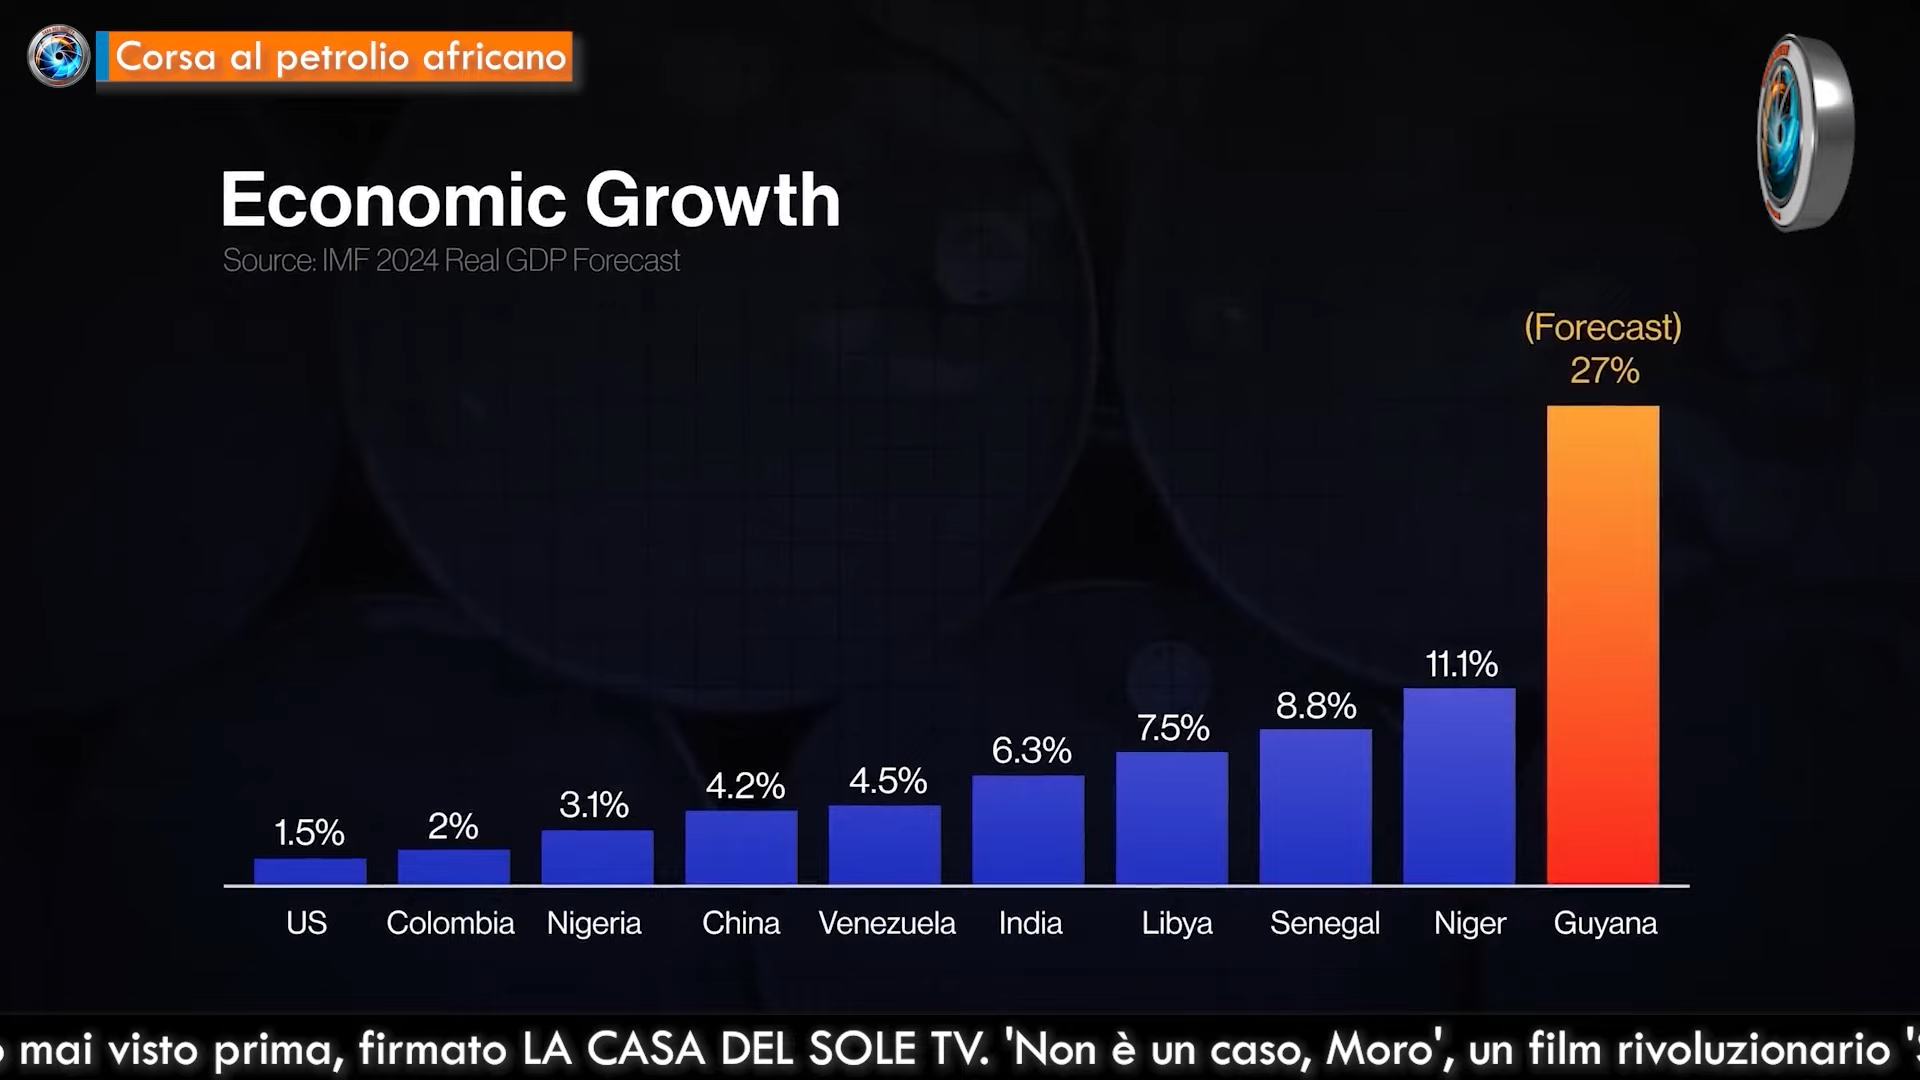 Corsa al petrolio africano
Economic Growth
Source: IMF 2024 Real GDP Forecast
(Forecast)
27%
11.1%
8.8%
7.5%
6.3%
4.5%
4.2%
3.1%
2%
1.5%
US Colombia Nigeria China Venezuela India Libya Senegal Niger Guyana
mai visto prima, firmato LA CASA DEL SOLE TV. 'Non è un caso, Moro', un film rivoluzionario